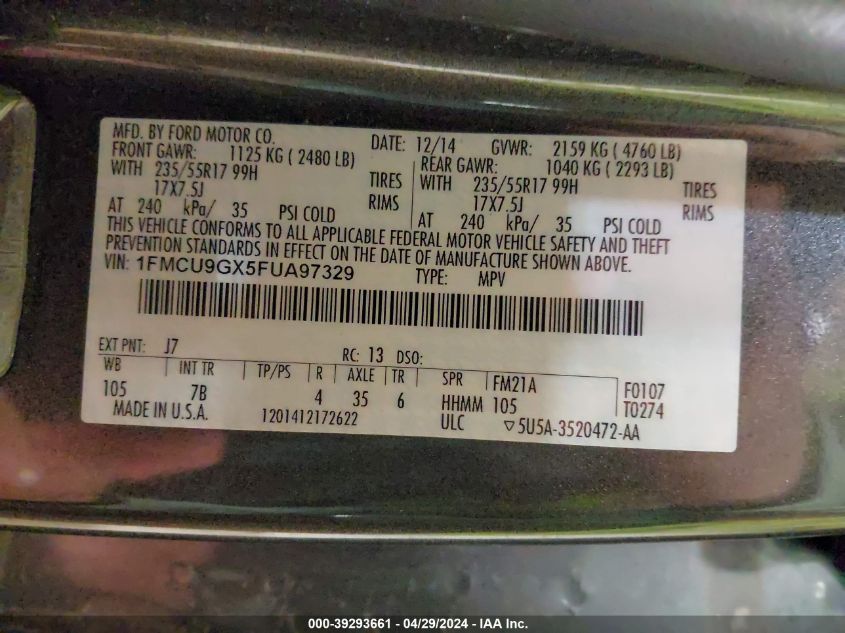 MFD. BY FORD MOTOR CO. DATE: 12/14 GVWR: 2159 KG ( 4760 LB)
FRONT GAWR: 1125 KG ( 2480 LB) REAR GAWR: 1040 KG ( 2293 LB)
WITH 235/55R17 99H TIRES WITH 235/55R17 99H TIRES
17X7.5J RIMS 17X7.5J RIMS
AT 240 kPa/ 35 PSI COLD AT 240 kPa/ 35 PSI COLD
THIS VEHICLE CONFORMS TO ALL APPLICABLE FEDERAL MOTOR VEHICLE SAFETY AND THEFT
PREVENTION STANDARDS IN EFFECT ON THE DATE OF MANUFACTURE SHOWN ABOVE.
VIN: 1FMCU9GX5FUA97329 TYPE: MPV
EXT PNT: J7 RC: 13 DSO:
WB INT TR TP/PS R AXLE TR SPR FM21A F0107
105 7B 4 35 6 HHMM 105 T0274
MADE IN U.S.A. 1201412172622 ULC ▽5U5A-3520472-AA
000-39293661 - 04/29/2024 - IAA Inc.